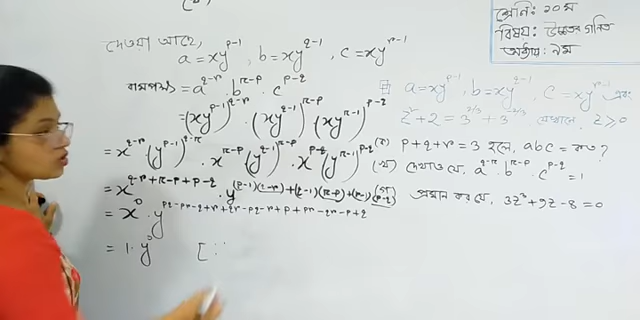 শ্রেণি: ১০ম
বিষয়: উচ্চতর গণিত
অধ্যায়: ৯ম
দেওয়া আছে,
a = xy^{p-1}, b = xy^{q-1}, c = xy^{r-1}
বামপক্ষ = a^{q-r} · b^{r-p} · c^{p-q}
= (xy^{p-1})^{q-r} · (xy^{q-1})^{r-p} (xy^{r-1})^{p-q}
= x^{q-r} (y^{p-1})^{q-r} · x^{r-p} (y^{q-1})^{r-p} · x^{p-q} (y^{r-1})^{p-q}
= x^{q-r+r-p+p-q} · y^{(p-1)(q-r)+(q-1)(r-p)+(r-1)(p-q)}
= x^0 · y^{pq-pr-q+r+qr-pq-r+p+pr-qr-p+q}
= 1 · y^0 [∵
a = xy^{p-1}, b = xy^{q-1}, c = xy^{r-1} এবং
z^2 + 2 = 3^{2/3} + 3^{-2/3} যেখানে, z ≥ 0
(ক) p + q + r = 3 হলে, abc = কত?
(খ) দেখাও যে, a^{q-r} · b^{r-p} · c^{p-q} = 1
(গ) প্রমাণ কর যে, 3z^3 + 9z - 8 = 0